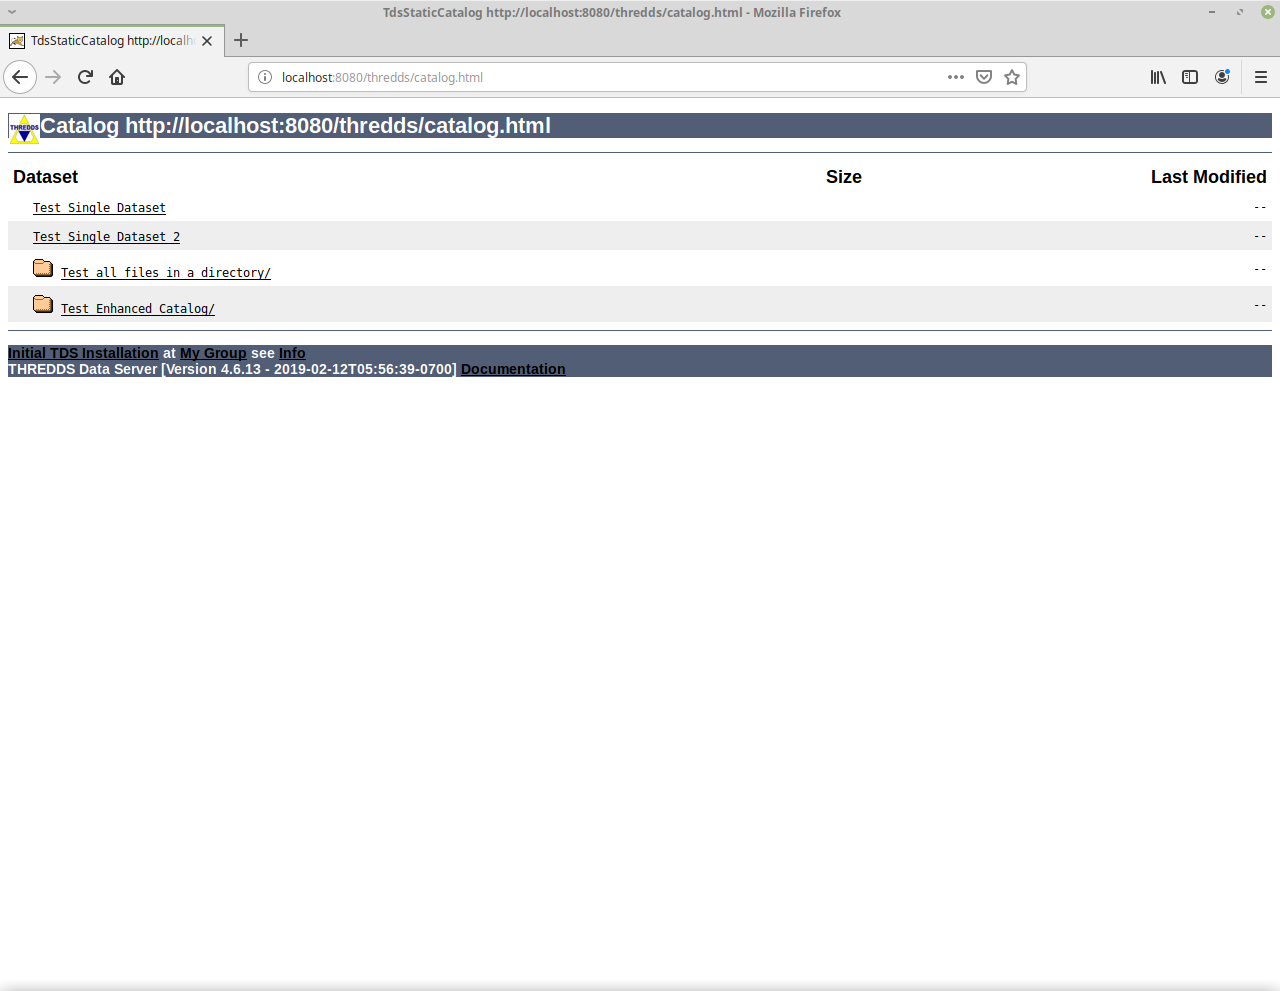 TdsStaticCatalog http://localhost:8080/thredds/catalog.html - Mozilla Firefox
TdsStaticCatalog http://localh
localhost:8080/thredds/catalog.html
THREDDS
Catalog http://localhost:8080/thredds/catalog.html
Dataset Size Last Modified
Test Single Dataset --
Test Single Dataset 2 --
Test all files in a directory/ --
Test Enhanced Catalog/ --
Initial TDS Installation at My Group see Info
THREDDS Data Server [Version 4.6.13 - 2019-02-12T05:56:39-0700] Documentation